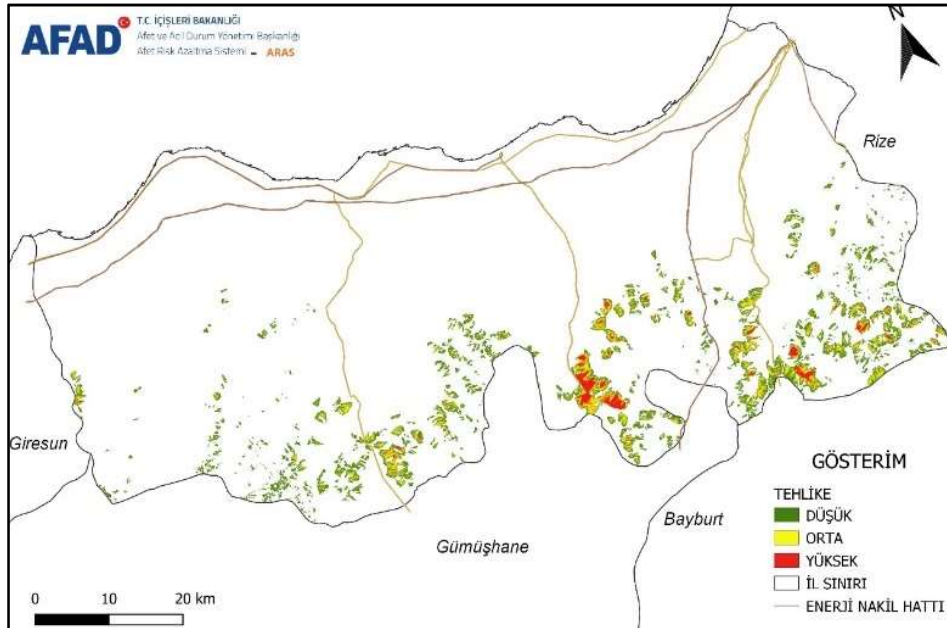 AFAD
T.C. İÇİŞLERİ BAKANLIĞI
Afet ve Acil Durum Yönetimi Başkanlığı
Afet Risk Azaltma Sistemi – ARAS
N
Rize
Giresun
Gümüşhane
Bayburt
GÖSTERİM
TEHLİKE
DÜŞÜK
ORTA
YÜKSEK
İL SINIRI
ENERJİ NAKİL HATTI
0 10 20 km